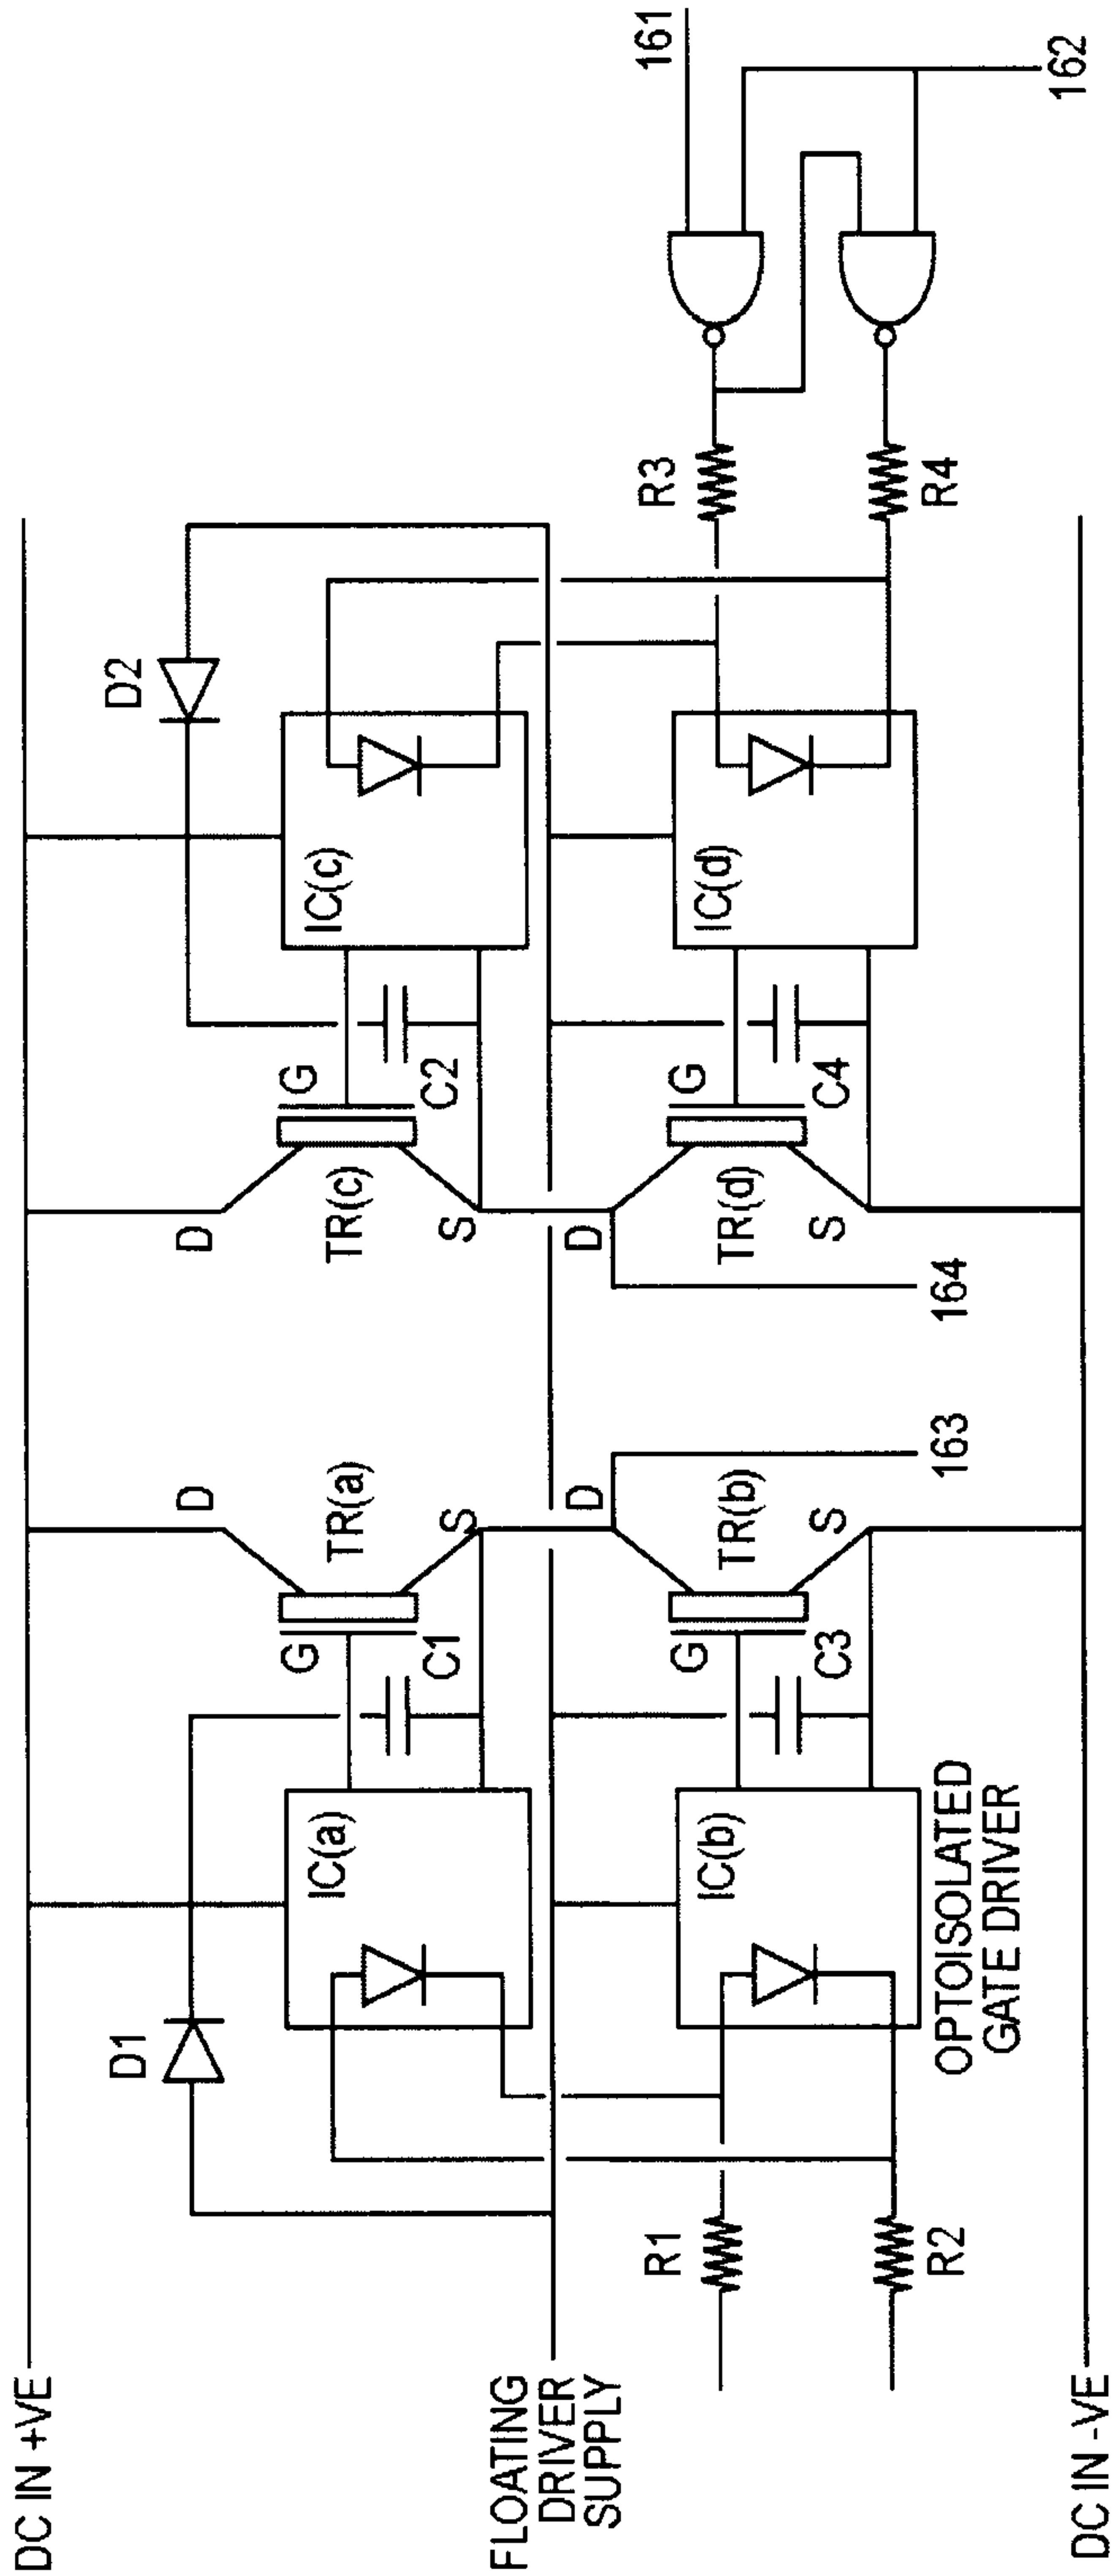 DC IN +VE
D1
D2
D
D
161
162
IC(a)
G
TR(a)
TR(c)
G
IC(c)
C1
C2
S
S
FLOATING
DRIVER
SUPPLY
D
D
R1
R3
IC(b)
G
TR(b)
TR(d)
G
IC(d)
C3
C4
S
S
R2
R4
OPTOISOLATED
GATE DRIVER
163
164
DC IN -VE